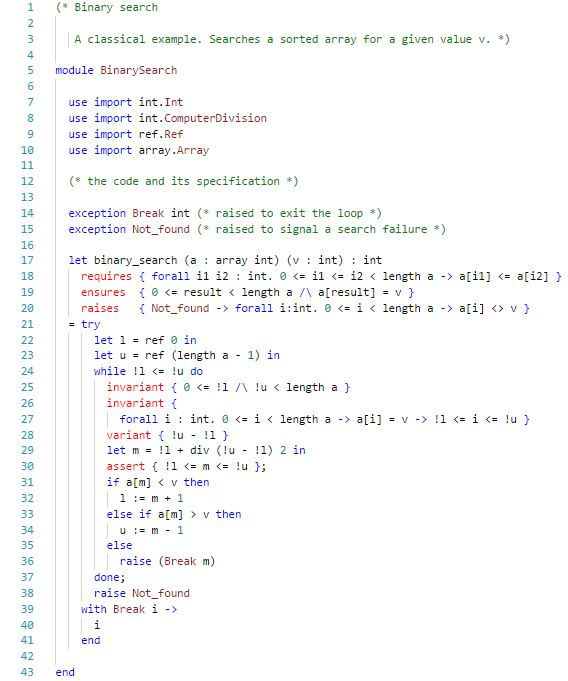 1 (* Binary search
2
3 A classical example. Searches a sorted array for a given value v. *)
4
5 module BinarySearch
6
7 use import int.Int
8 use import int.ComputerDivision
9 use import ref.Ref
10 use import array.Array
11
12 (* the code and its specification *)
13
14 exception Break int (* raised to exit the loop *)
15 exception Not_found (* raised to signal a search failure *)
16
17 let binary_search (a : array int) (v : int) : int
18 requires { forall i1 i2 : int. 0 <= i1 <= i2 < length a -> a[i1] <= a[i2] }
19 ensures { 0 <= result < length a /\ a[result] = v }
20 raises { Not_found -> forall i:int. 0 <= i < length a -> a[i] <> v }
21 = try
22 let l = ref 0 in
23 let u = ref (length a - 1) in
24 while !l <= !u do
25 invariant { 0 <= !l /\ !u < length a }
26 invariant {
27 forall i : int. 0 <= i < length a -> a[i] = v -> !l <= i <= !u }
28 variant { !u - !l }
29 let m = !l + div (!u - !l) 2 in
30 assert { !l <= m <= !u };
31 if a[m] < v then
32 l := m + 1
33 else if a[m] > v then
34 u := m - 1
35 else
36 raise (Break m)
37 done;
38 raise Not_found
39 with Break i ->
40 i
41 end
42
43 end